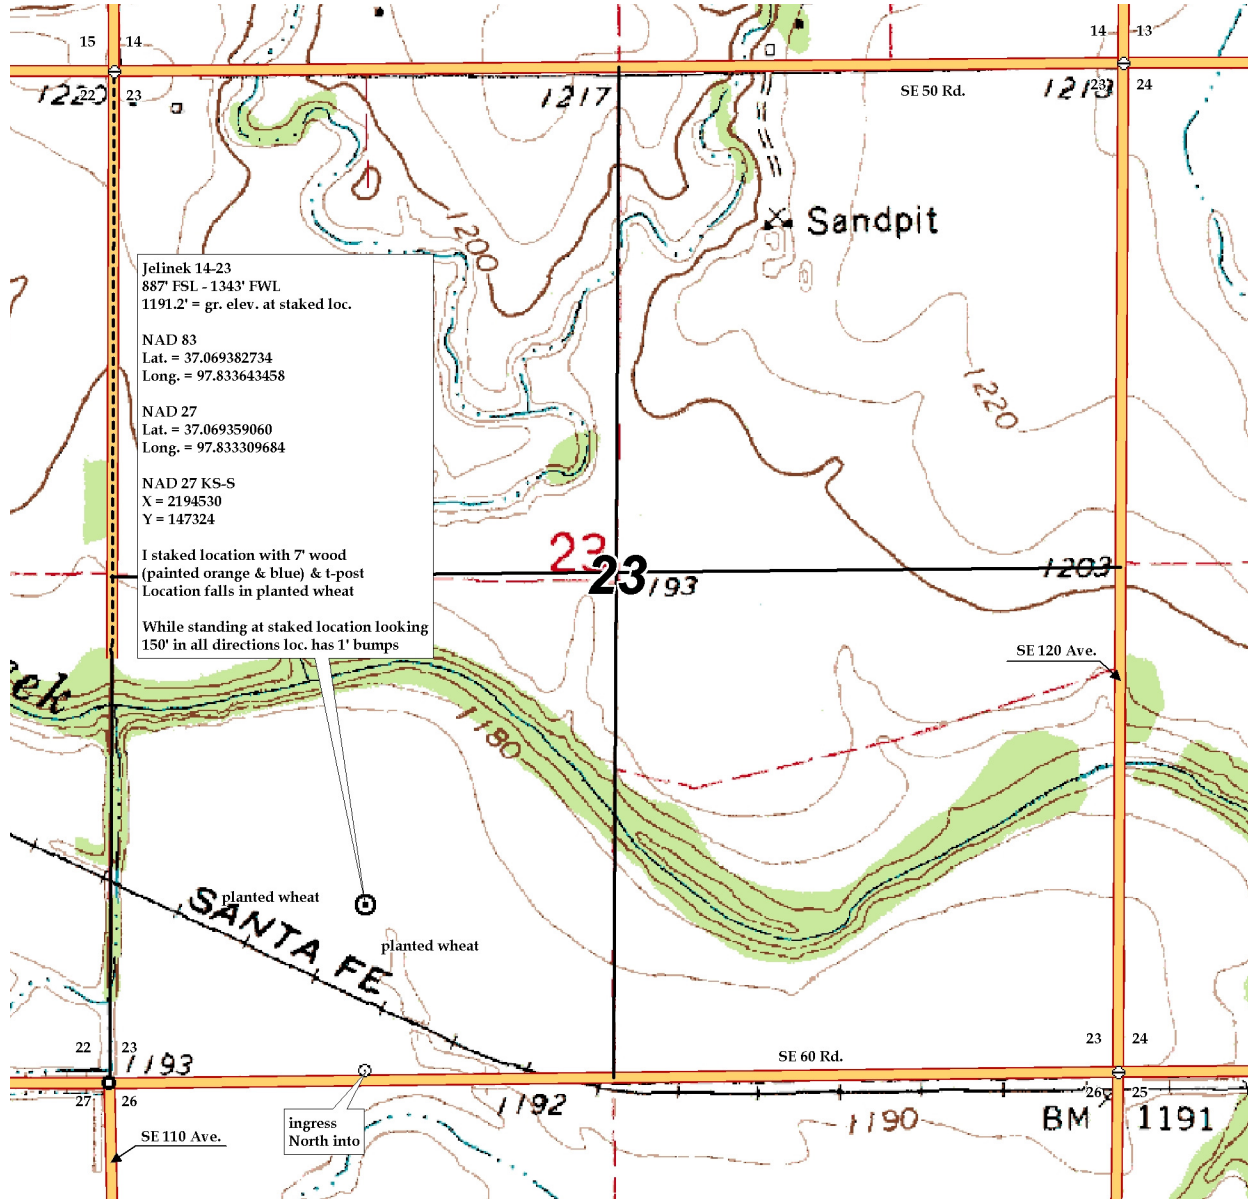 15 14
14 13
1220
22 23
1217
SE 50 Rd.
1213
23 24
Sandpit
1200
Jelinek 14-23
887' FSL - 1343' FWL
1191.2' = gr. elev. at staked loc.
NAD 83
Lat. = 37.069382734
Long. = 97.833643458
NAD 27
Lat. = 37.069359060
Long. = 97.833309684
NAD 27 KS-S
X = 2194530
Y = 147324
I staked location with 7' wood
(painted orange & blue) & t-post
Location falls in planted wheat
While standing at staked location looking
150' in all directions loc. has 1' bumps
1220
23
23
1193
1203
SE 120 Ave.
eek
1180
planted wheat
SANTA FE
planted wheat
22 23
1193
SE 60 Rd.
23 24
27 26
1192
26 25
ingress
North into
1190
BM 1191
SE 110 Ave.